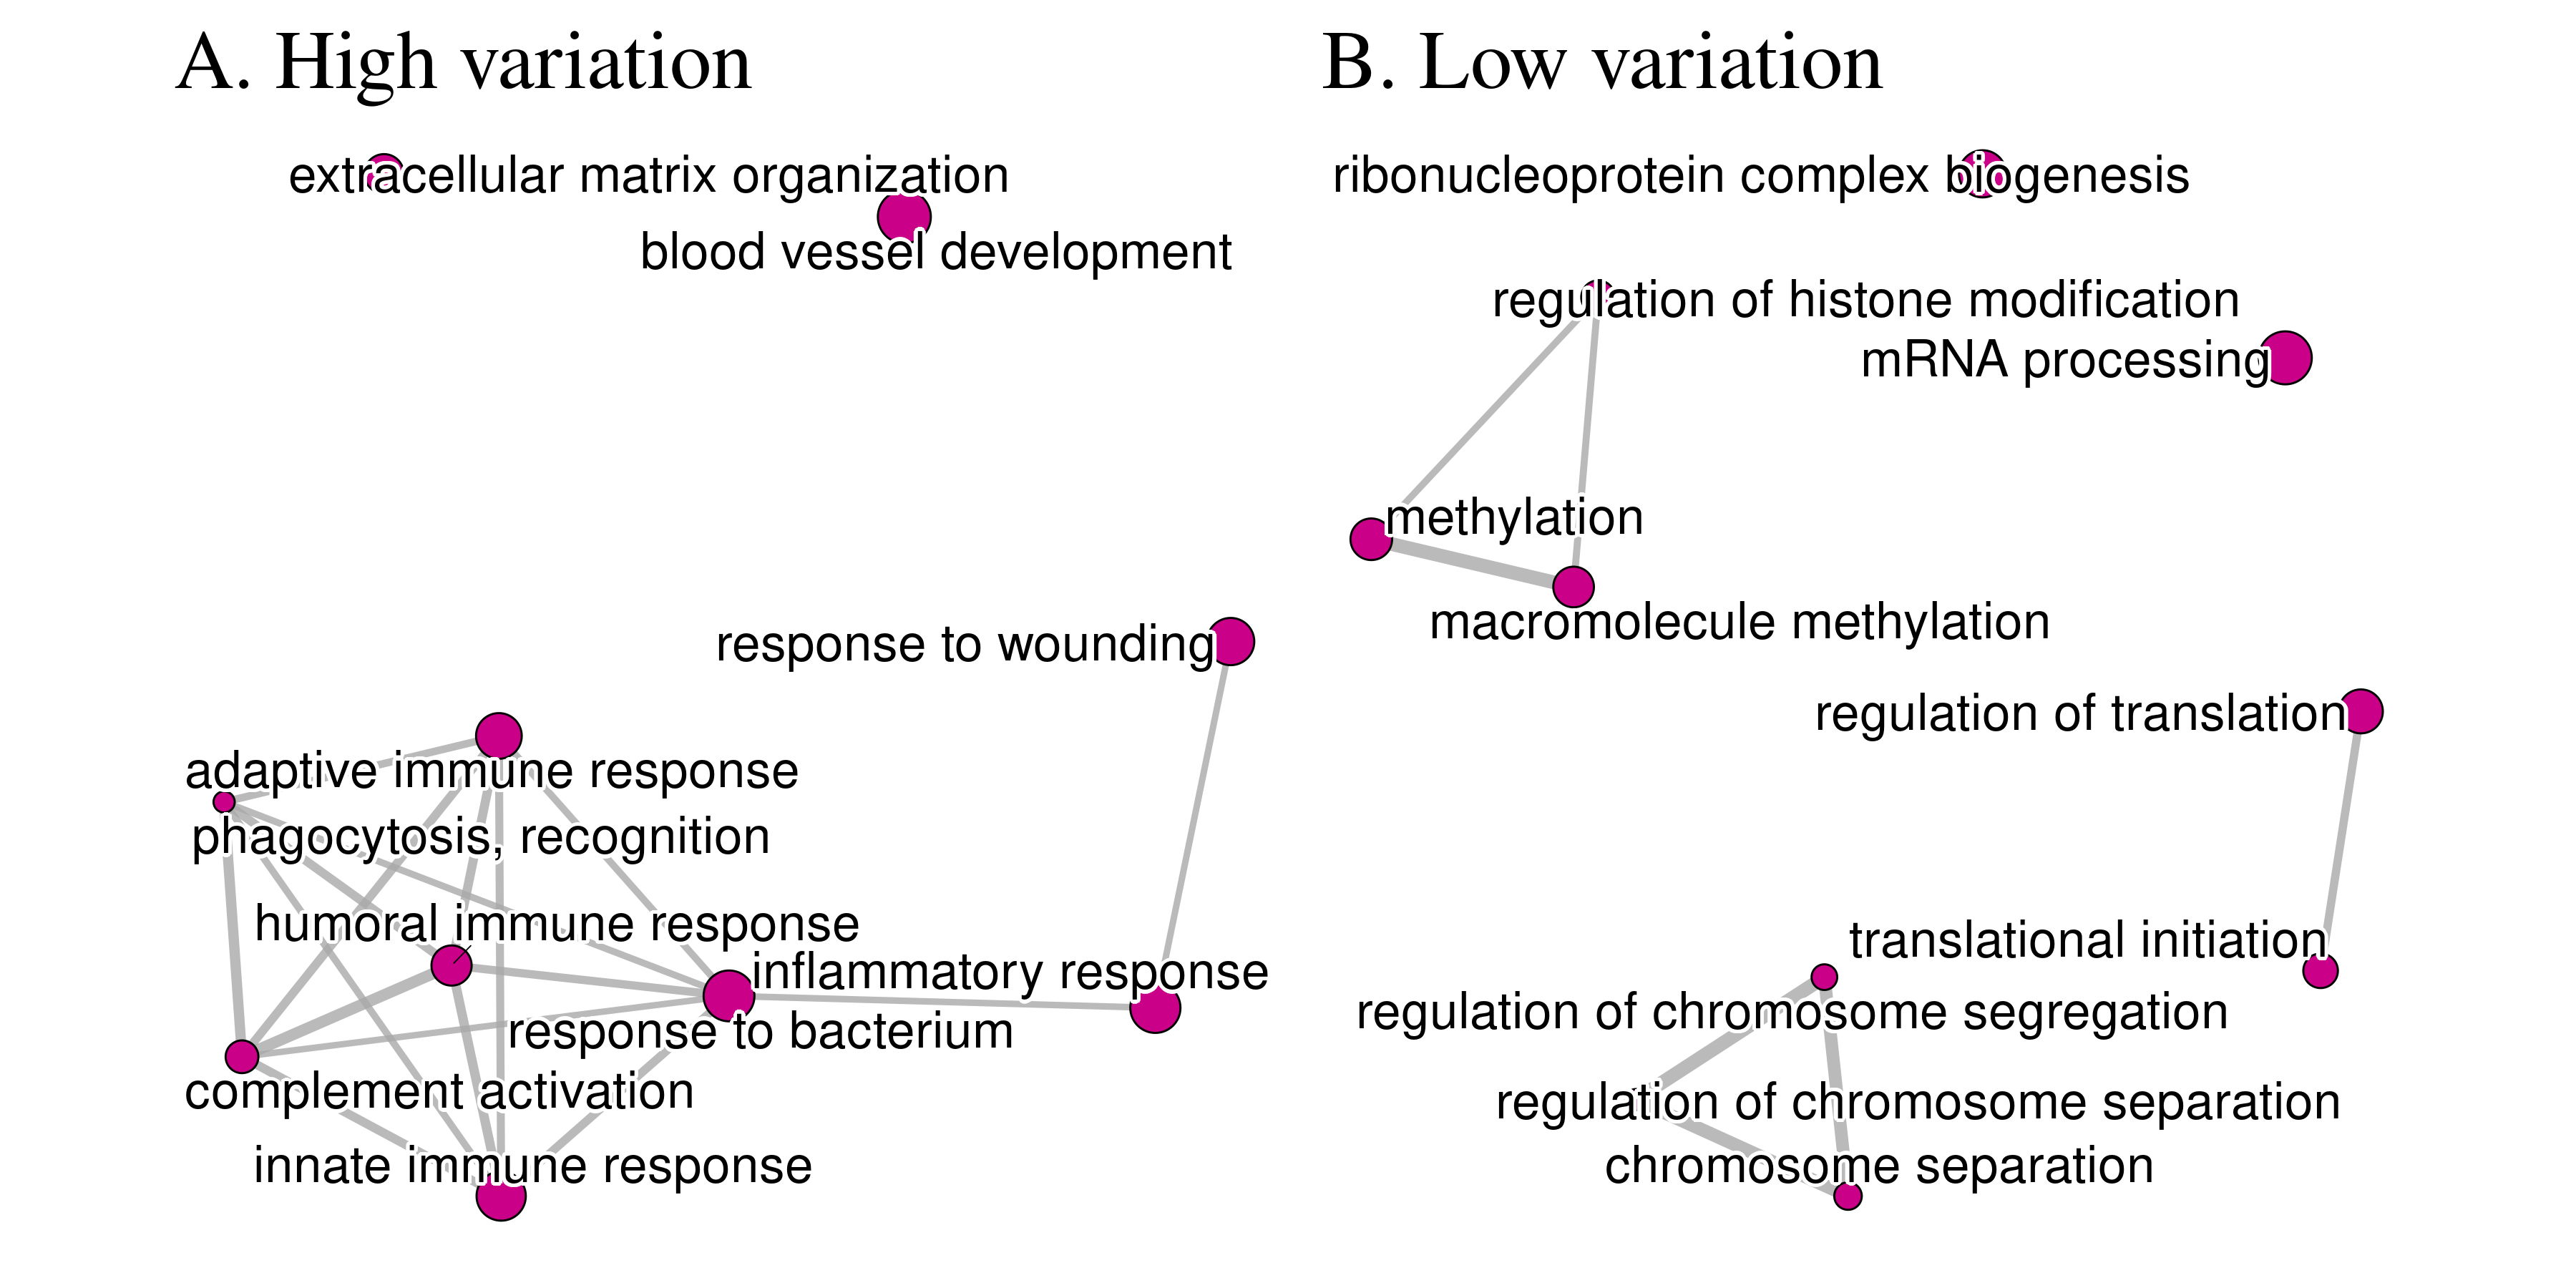 A. High variation
extracellular matrix organization
blood vessel development
response to wounding
adaptive immune response
phagocytosis, recognition
humoral immune response
inflammatory response
response to bacterium
complement activation
innate immune response
B. Low variation
ribonucleoprotein complex biogenesis
regulation of histone modification
mRNA processing
methylation
macromolecule methylation
regulation of translation
translational initiation
regulation of chromosome segregation
regulation of chromosome separation
chromosome separation